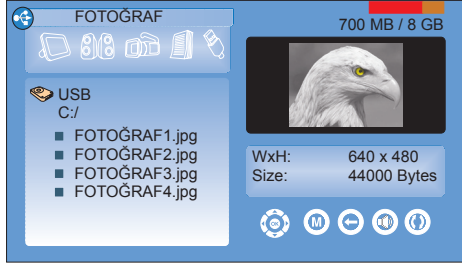 FOTOĞRAF
700 MB / 8 GB
USB
C:/
FOTOĞRAF1.jpg
FOTOĞRAF2.jpg
FOTOĞRAF3.jpg
FOTOĞRAF4.jpg
WxH: 640 x 480
Size: 44000 Bytes
OK
M